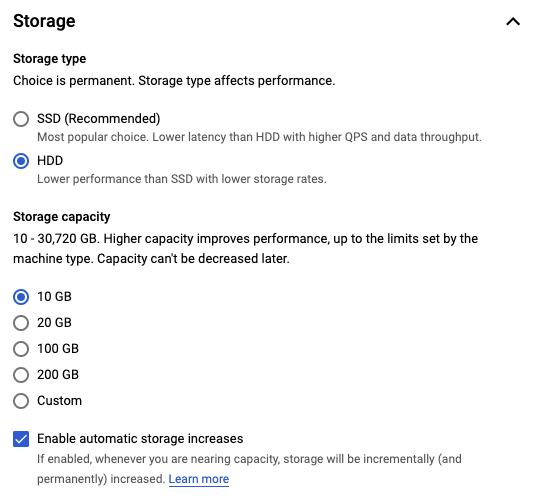 Storage
Storage type
Choice is permanent. Storage type affects performance.
SSD (Recommended)
Most popular choice. Lower latency than HDD with higher QPS and data throughput.
HDD
Lower performance than SSD with lower storage rates.
Storage capacity
10 - 30,720 GB. Higher capacity improves performance, up to the limits set by the
machine type. Capacity can't be decreased later.
10 GB
20 GB
100 GB
200 GB
Custom
Enable automatic storage increases
If enabled, whenever you are nearing capacity, storage will be incrementally (and
permanently) increased. Learn more